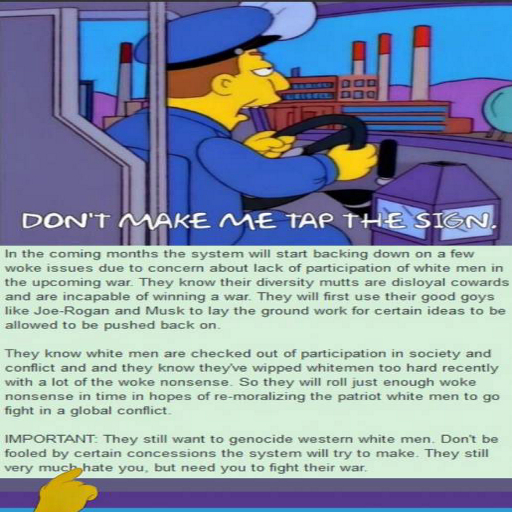 DON'T MAKE ME TAP THE SIGN.
In the coming months the system will start backing down on a few
woke issues due to concern about lack of participation of white men in
the upcoming war. They know their diversity mutts are disloyal cowards
and are incapable of winning a war. They will first use their good goys
like Joe-Rogan and Musk to lay the ground work for certain ideas to be
allowed to be pushed back on.
They know white men are checked out of participation in society and
conflict and and they know they've wipped whitemen too hard recently
with a lot of the woke nonsense. So they will roll just enough woke
nonsense in time in hopes of re-moralizing the patriot white men to go
fight in a global conflict.
IMPORTANT: They still want to genocide western white men. Don't be
fooled by certain concessions the system will try to make. They still
very much hate you, but need you to fight their war.